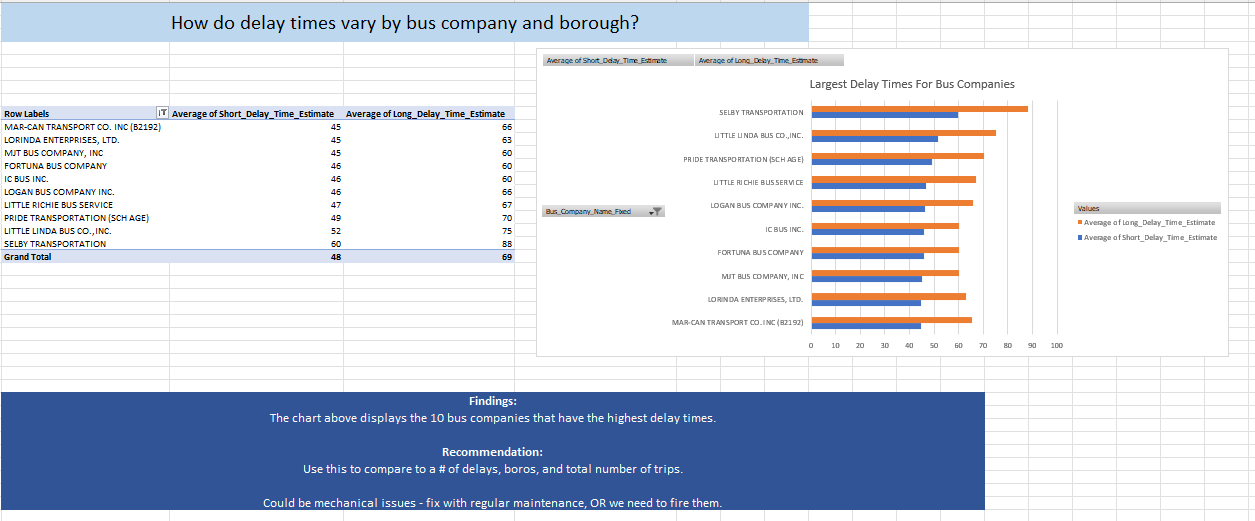 How do delay times vary by bus company and borough?
Average of Short_Delay_Time_Estimate Average of Long_Delay_Time_Estimate
Largest Delay Times For Bus Companies
Row Labels Average of Short_Delay_Time_Estimate Average of Long_Delay_Time_Estimate
MAR-CAN TRANSPORT CO. INC (B2192) 45 66
LORINDA ENTERPRISES, LTD. 45 63
MJT BUS COMPANY, INC 45 60
FORTUNA BUS COMPANY 46 60
IC BUS INC. 46 60
LOGAN BUS COMPANY INC. 46 66
LITTLE RICHIE BUS SERVICE 47 67
PRIDE TRANSPORTATION (SCH AGE) 49 70
LITTLE LINDA BUS CO.,INC. 52 75
SELBY TRANSPORTATION 60 88
Grand Total 48 69
SELBY TRANSPORTATION
LITTLE LINDA BUS CO.,INC.
PRIDE TRANSPORTATION (SCH AGE)
LITTLE RICHIE BUS SERVICE
LOGAN BUS COMPANY INC.
IC BUS INC.
FORTUNA BUS COMPANY
MJT BUS COMPANY, INC
LORINDA ENTERPRISES, LTD.
MAR-CAN TRANSPORT CO. INC (B2192)
0 10 20 30 40 50 60 70 80 90 100
Bus_Company_Name_Fixed
Values
Average of Long_Delay_Time_Estimate
Average of Short_Delay_Time_Estimate
Findings:
The chart above displays the 10 bus companies that have the highest delay times.
Recommendation:
Use this to compare to a # of delays, boros, and total number of trips.
Could be mechanical issues - fix with regular maintenance, OR we need to fire them.